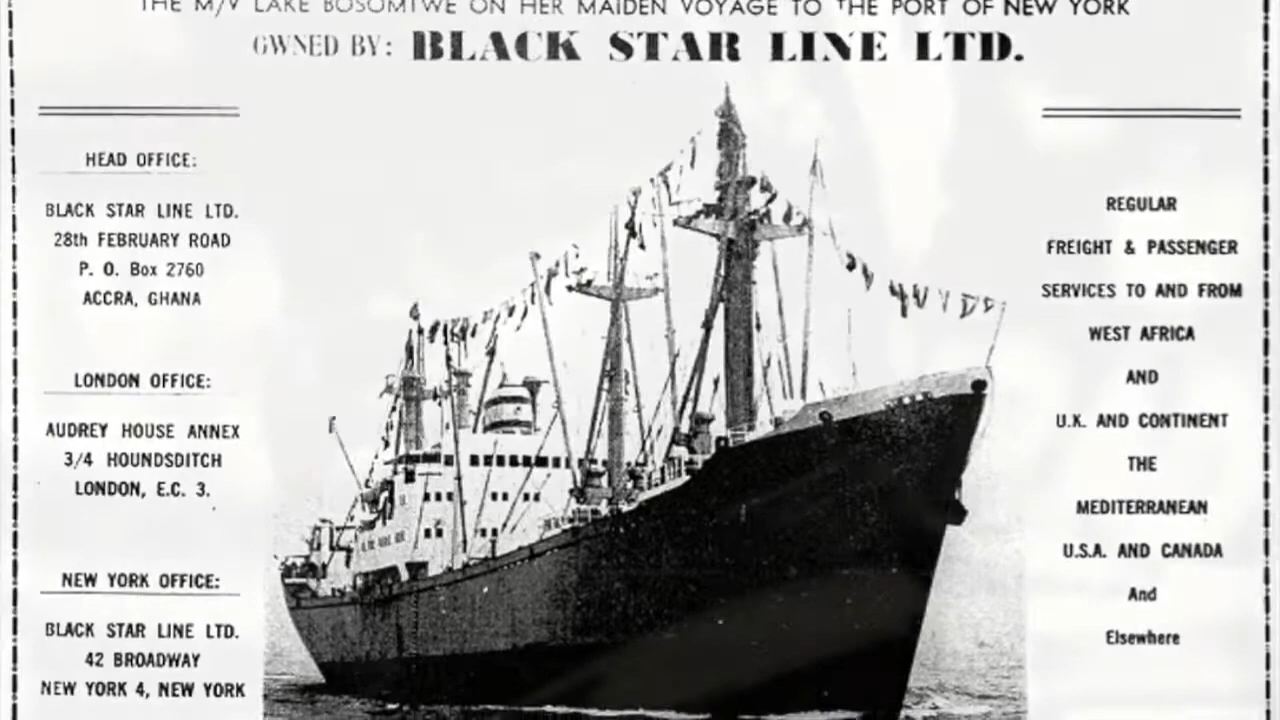 THE M/V LAKE BOSOMTWE ON HER MAIDEN VOYAGE TO THE PORT OF NEW YORK
OWNED BY: BLACK STAR LINE LTD.
HEAD OFFICE:
BLACK STAR LINE LTD.
28th FEBRUARY ROAD
P. O. Box 2760
ACCRA, GHANA
LONDON OFFICE:
AUDREY HOUSE ANNEX
3/4 HOUNDSDITCH
LONDON, E.C. 3.
NEW YORK OFFICE:
BLACK STAR LINE LTD.
42 BROADWAY
NEW YORK 4, NEW YORK
REGULAR
FREIGHT & PASSENGER
SERVICES TO AND FROM
WEST AFRICA
AND
U.K. AND CONTINENT
THE
MEDITERRANEAN
U.S.A. AND CANADA
And
Elsewhere